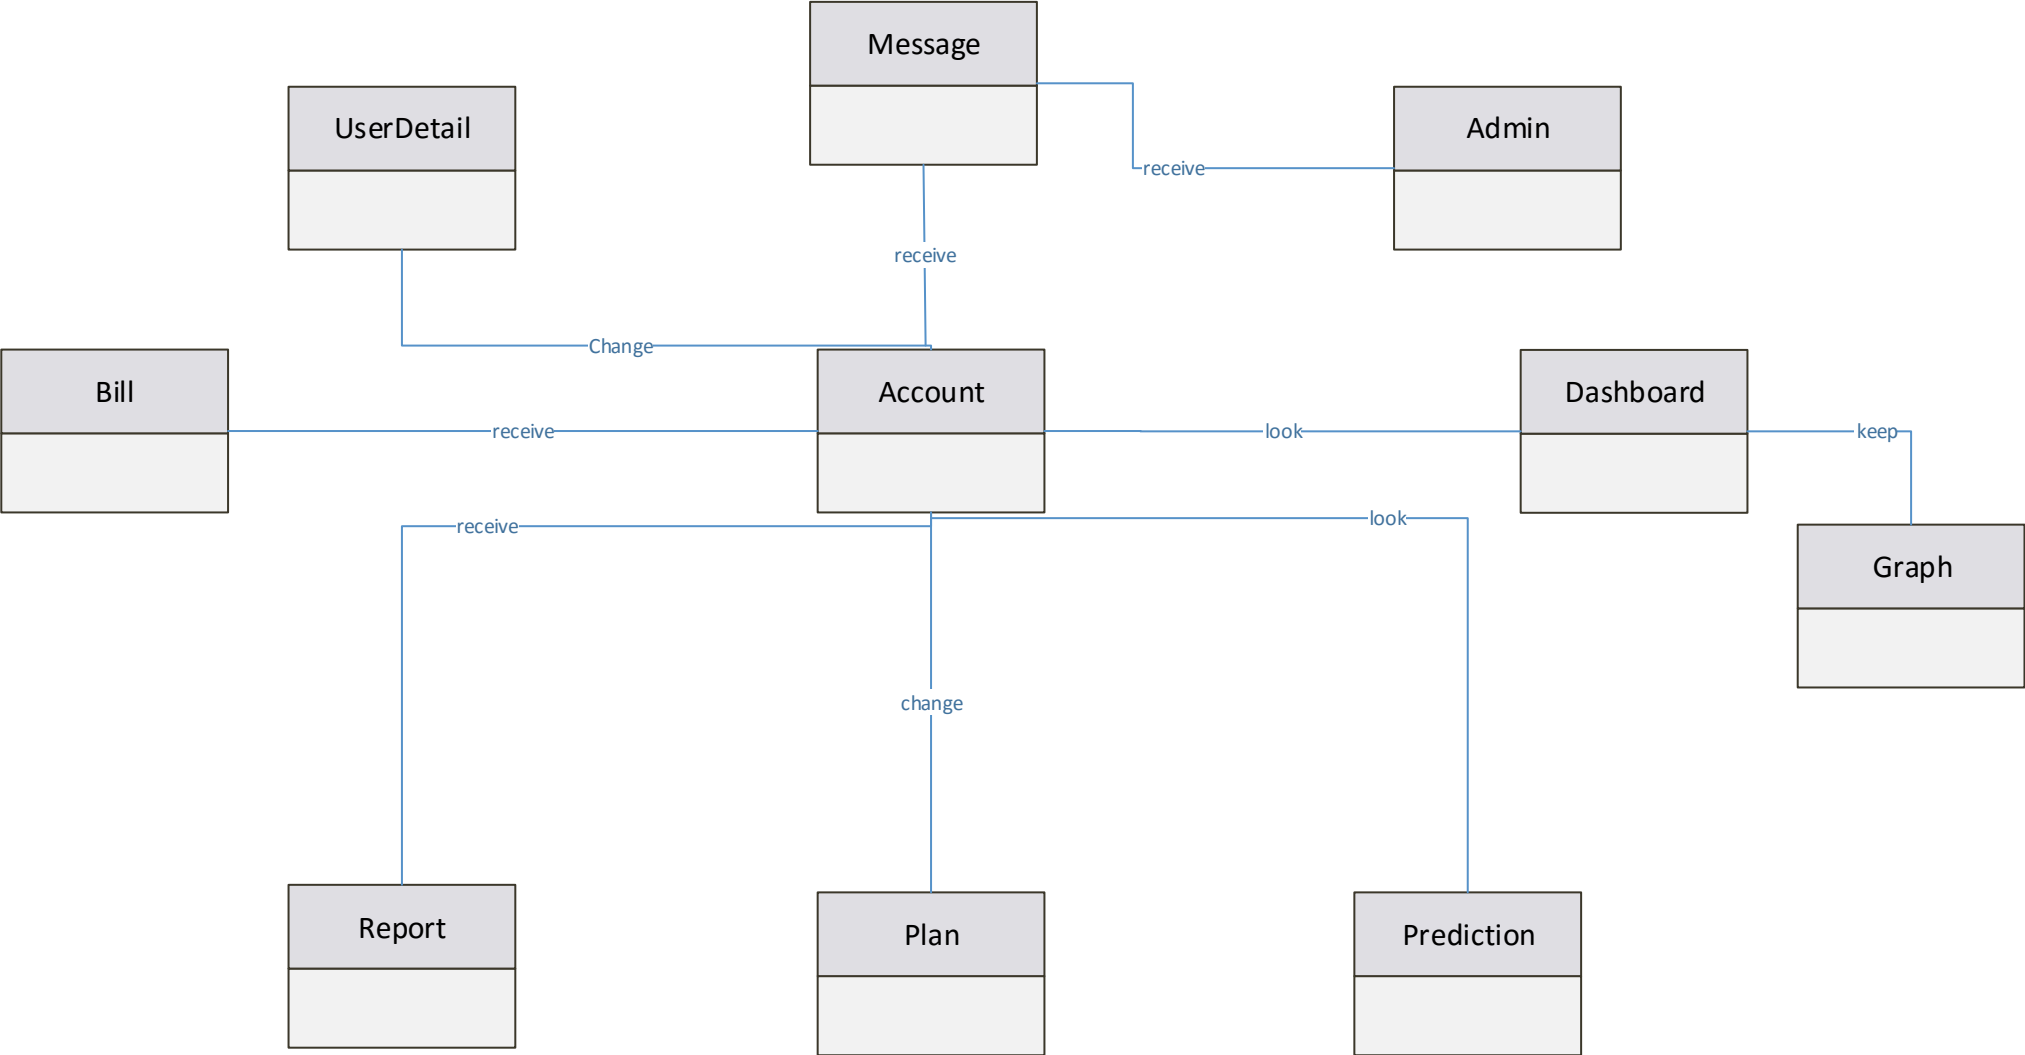 Message
UserDetail
Admin
receive
receive
Change
Bill
Account
Dashboard
receive
look
keep
receive
look
Graph
change
Report
Plan
Prediction